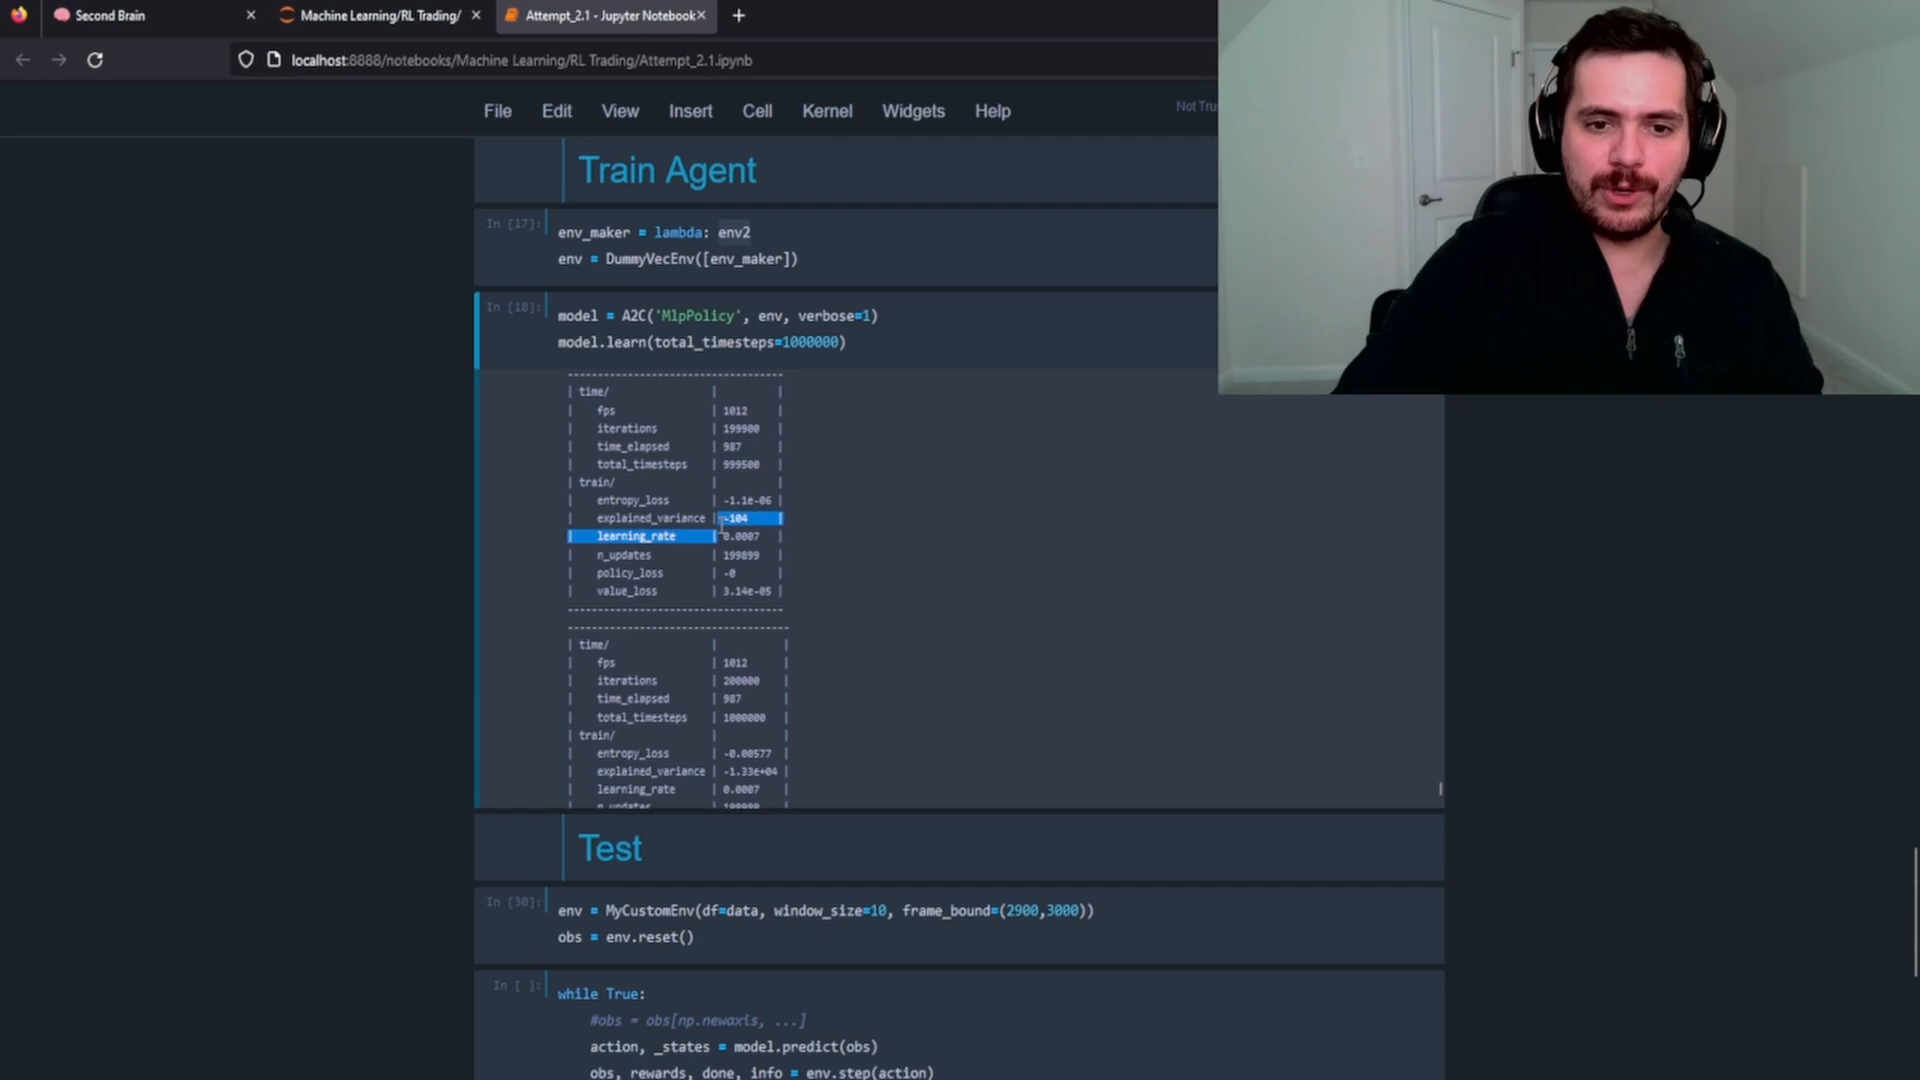 Second Brain
Machine Learning/RL Trading/
Attempt_2.1 - Jupyter Notebook
localhost:8888/notebooks/Machine Learning/RL Trading/Attempt_2.1.ipynb
File Edit View Insert Cell Kernel Widgets Help
Not Tru
Train Agent
In [17]:
env_maker = lambda: env2
env = DummyVecEnv([env_maker])
In [18]:
model = A2C('MlpPolicy', env, verbose=1)
model.learn(total_timesteps=1000000)
------------------------------------
| time/ | |
| fps | 1012 |
| iterations | 199900 |
| time_elapsed | 987 |
| total_timesteps | 999500 |
| train/ | |
| entropy_loss | -1.1e-06 |
| explained_variance | -104 |
| learning_rate | 0.0007 |
| n_updates | 199899 |
| policy_loss | -0 |
| value_loss | 3.14e-05 |
------------------------------------
-------------------------------------
| time/ | |
| fps | 1012 |
| iterations | 200000 |
| time_elapsed | 987 |
| total_timesteps | 1000000 |
| train/ | |
| entropy_loss | -0.00577 |
| explained_variance | -1.33e+04 |
| learning_rate | 0.0007 |
| n_updates | 199999 |
Test
In [30]:
env = MyCustomEnv(df=data, window_size=10, frame_bound=(2900,3000))
obs = env.reset()
In [ ]:
while True:
#obs = obs[np.newaxis, ...]
action, _states = model.predict(obs)
obs, rewards, done, info = env.step(action)